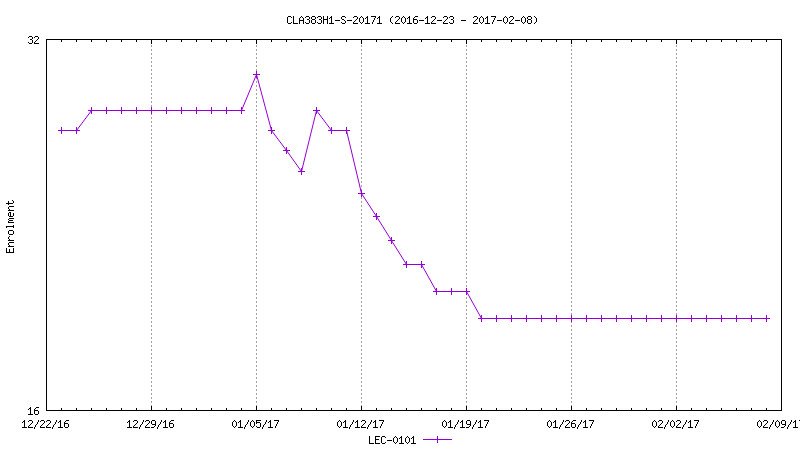 CLA383H1-S-20171 (2016-12-23 - 2017-02-08)
32
Enrolment
16
12/22/16 12/29/16 01/05/17 01/12/17 01/19/17 01/26/17 02/02/17 02/09/1
LEC-0101